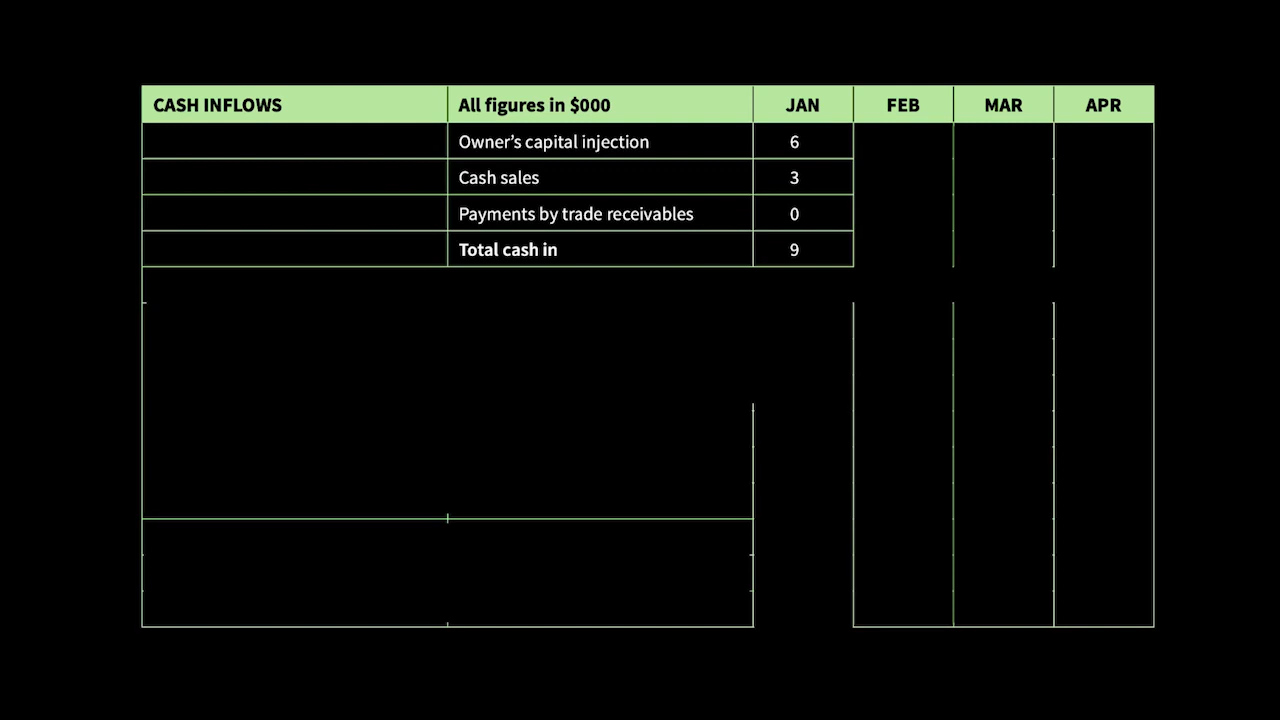 CASH INFLOWS All figures in $000 JAN FEB MAR APR
Owner’s capital injection 6
Cash sales 3
Payments by trade receivables 0
Total cash in 9